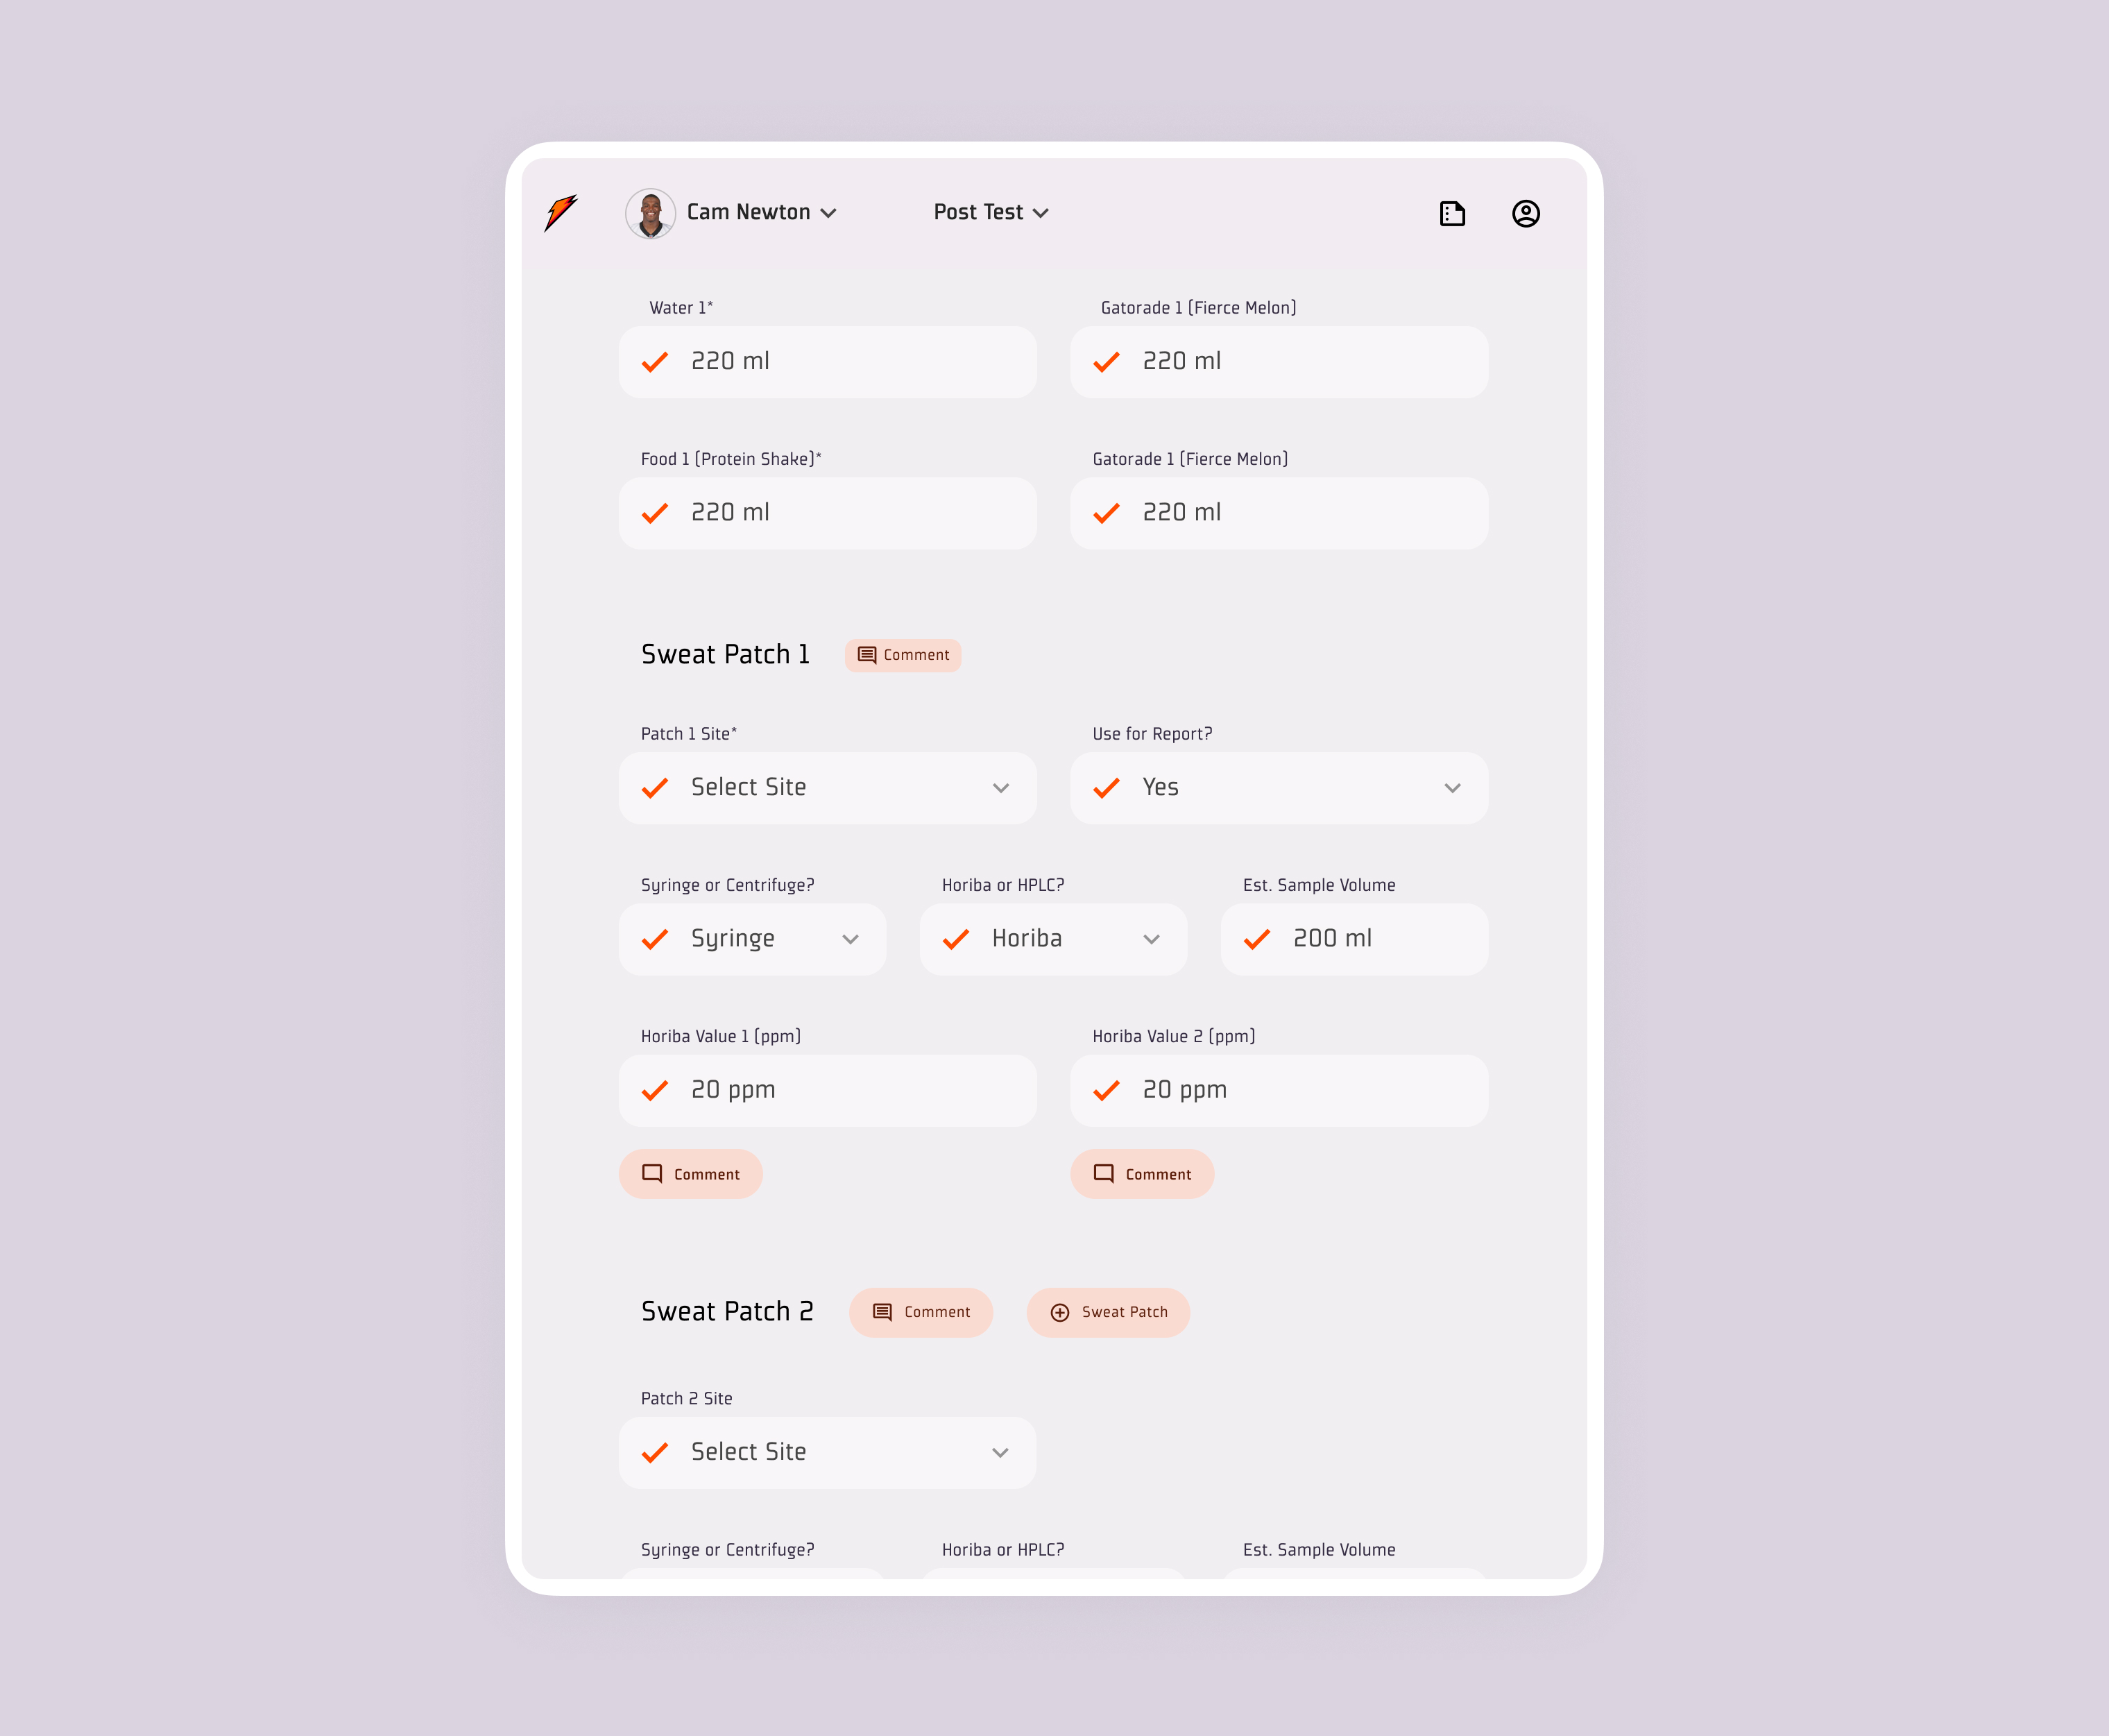 Cam Newton
Post Test
Water 1*
Gatorade 1 (Fierce Melon)
220 ml
220 ml
Food 1 (Protein Shake)*
Gatorade 1 (Fierce Melon)
220 ml
220 ml
Sweat Patch 1
Comment
Patch 1 Site*
Use for Report?
Select Site
Yes
Syringe or Centrifuge?
Horiba or HPLC?
Est. Sample Volume
Syringe
Horiba
200 ml
Horiba Value 1 (ppm)
Horiba Value 2 (ppm)
20 ppm
20 ppm
Comment
Comment
Sweat Patch 2
Comment
Sweat Patch
Patch 2 Site
Select Site
Syringe or Centrifuge?
Horiba or HPLC?
Est. Sample Volume